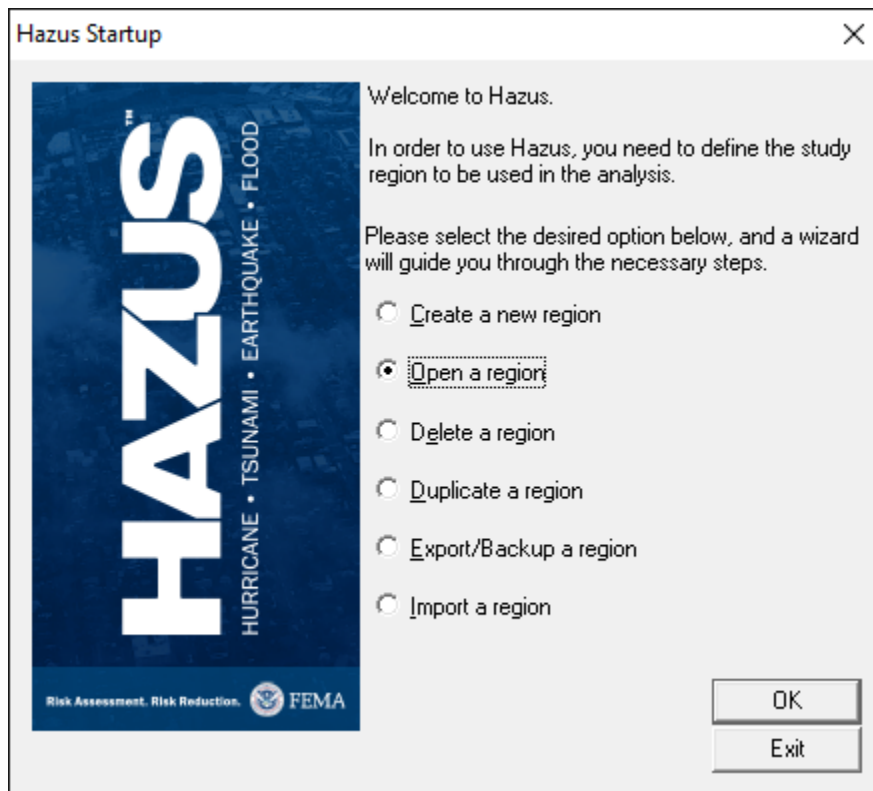 Hazus Startup
HAZUS™
HURRICANE • TSUNAMI • EARTHQUAKE • FLOOD
Risk Assessment. Risk Reduction. FEMA
Welcome to Hazus.
In order to use Hazus, you need to define the study
region to be used in the analysis.
Please select the desired option below, and a wizard
will guide you through the necessary steps.
Create a new region
Open a region
Delete a region
Duplicate a region
Export/Backup a region
Import a region
OK
Exit